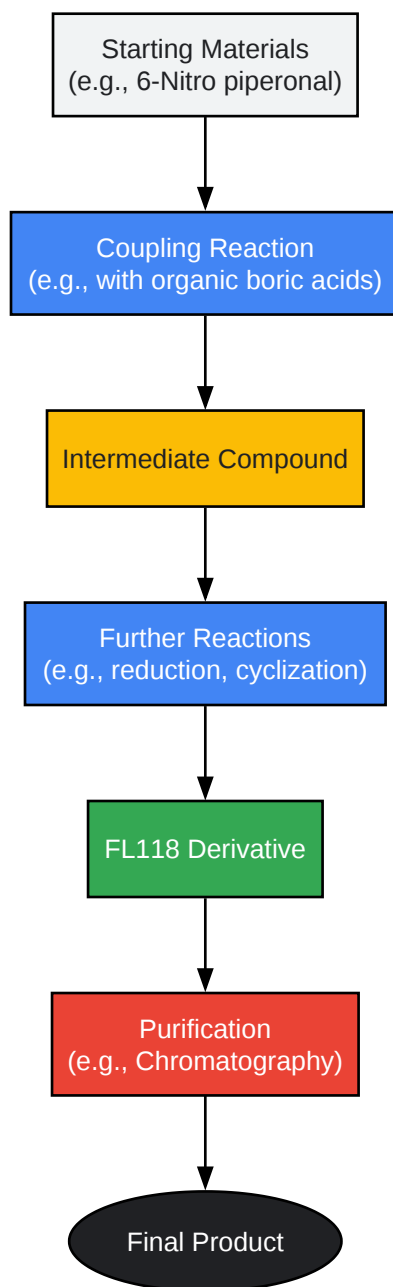 Starting Materials
(e.g., 6-Nitro piperonal)
Coupling Reaction
(e.g., with organic boric acids)
Intermediate Compound
Further Reactions
(e.g., reduction, cyclization)
FL118 Derivative
Purification
(e.g., Chromatography)
Final Product